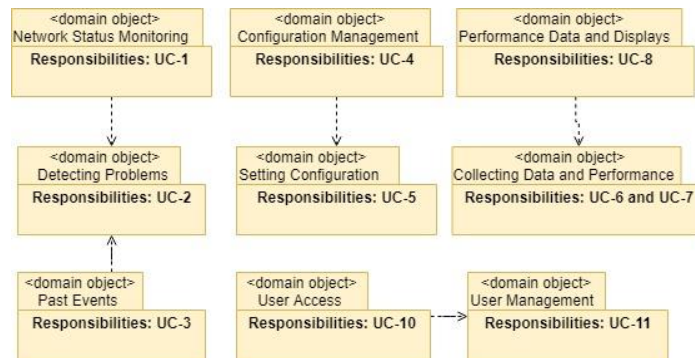 <domain object>
Network Status Monitoring
Responsibilities: UC-1
<domain object>
Configuration Management
Responsibilities: UC-4
<domain object>
Performance Data and Displays
Responsibilities: UC-8
<domain object>
Detecting Problems
Responsibilities: UC-2
<domain object>
Setting Configuration
Responsibilities: UC-5
<domain object>
Collecting Data and Performance
Responsibilities: UC-6 and UC-7
<domain object>
Past Events
Responsibilities: UC-3
<domain object>
User Access
Responsibilities: UC-10
<domain object>
User Management
Responsibilities: UC-11